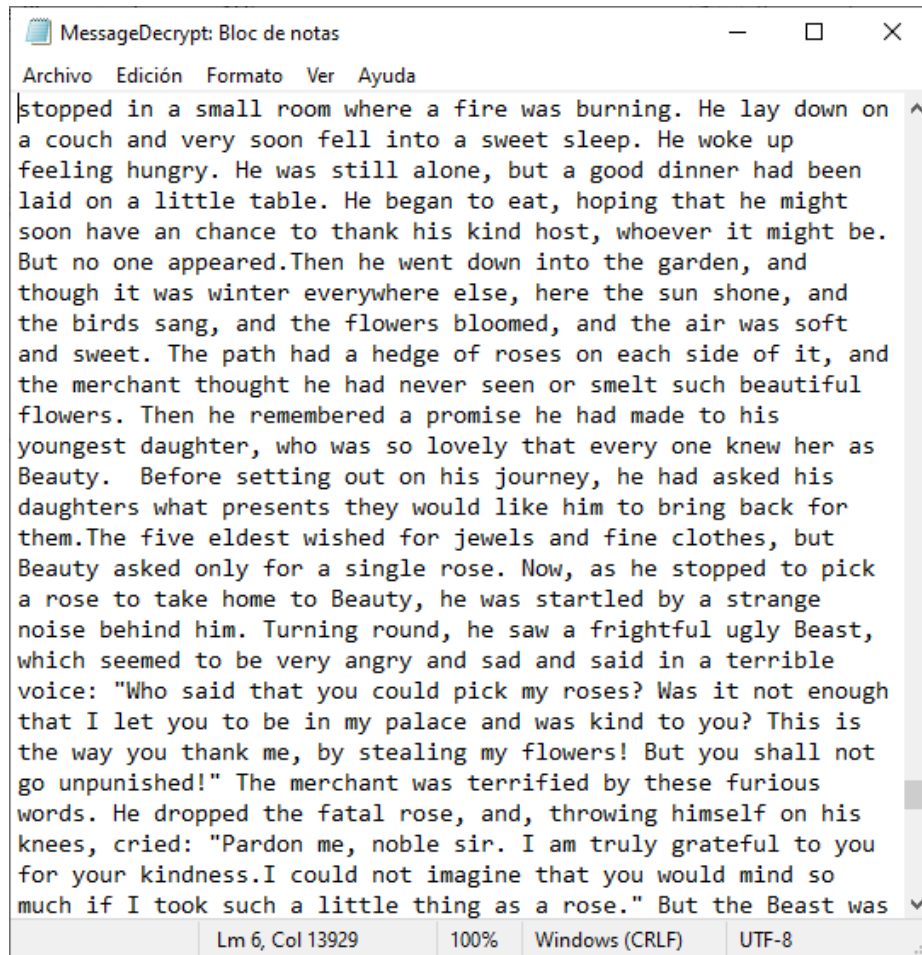 MessageDecrypt: Bloc de notas
Archivo Edición Formato Ver Ayuda
stopped in a small room where a fire was burning. He lay down on
a couch and very soon fell into a sweet sleep. He woke up
feeling hungry. He was still alone, but a good dinner had been
laid on a little table. He began to eat, hoping that he might
soon have an chance to thank his kind host, whoever it might be.
But no one appeared.Then he went down into the garden, and
though it was winter everywhere else, here the sun shone, and
the birds sang, and the flowers bloomed, and the air was soft
and sweet. The path had a hedge of roses on each side of it, and
the merchant thought he had never seen or smelt such beautiful
flowers. Then he remembered a promise he had made to his
youngest daughter, who was so lovely that every one knew her as
Beauty.  Before setting out on his journey, he had asked his
daughters what presents they would like him to bring back for
them.The five eldest wished for jewels and fine clothes, but
Beauty asked only for a single rose. Now, as he stopped to pick
a rose to take home to Beauty, he was startled by a strange
noise behind him. Turning round, he saw a frightful ugly Beast,
which seemed to be very angry and sad and said in a terrible
voice: "Who said that you could pick my roses? Was it not enough
that I let you to be in my palace and was kind to you? This is
the way you thank me, by stealing my flowers! But you shall not
go unpunished!" The merchant was terrified by these furious
words. He dropped the fatal rose, and, throwing himself on his
knees, cried: "Pardon me, noble sir. I am truly grateful to you
for your kindness.I could not imagine that you would mind so
much if I took such a little thing as a rose." But the Beast was
Lm 6, Col 13929 100% Windows (CRLF) UTF-8